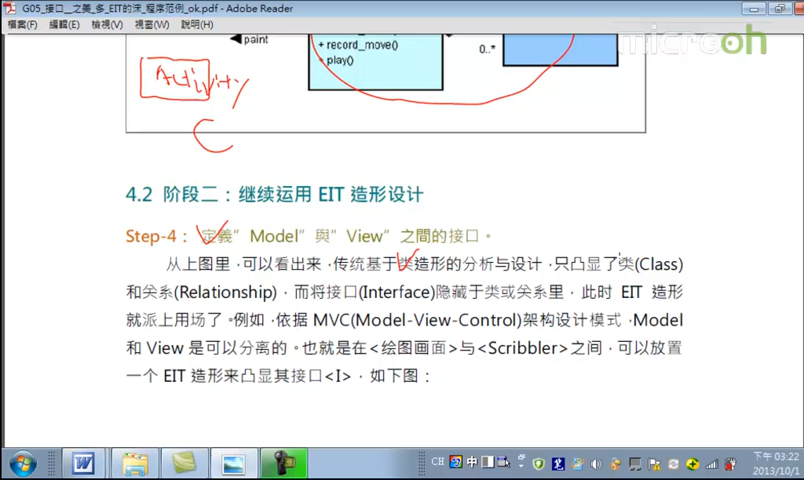 G05_接口__之美_多_EIT的床_程序范例_ok.pdf - Adobe Reader
檔案(F) 編輯(E) 檢視(V) 視窗(W) 說明(H)
microoh
paint
+ record_move()
+ play()
0..*
Activity
4.2 阶段二：继续运用 EIT 造形设计
Step-4： 定義” Model” 與” View” 之間的接口。
从上图里，可以看出来，传统基于类造形的分析与设计，只凸显了类(Class)
和关系(Relationship)，而将接口(Interface)隐藏于类或关系里，此时 EIT 造形
就派上用场了。例如，依据 MVC(Model-View-Control)架构设计模式，Model
和 View 是可以分离的。也就是在<绘图画面>与<Scribbler>之间，可以放置
一个 EIT 造形来凸显其接口<I>，如下图：
CH 中
下午 03:22
2013/10/1